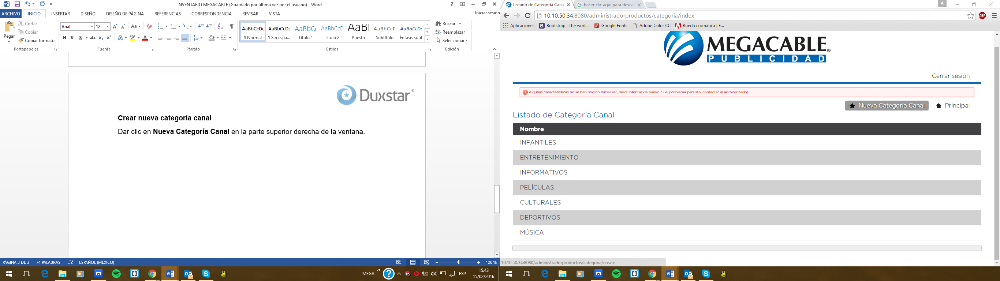 INVENTARIO MEGACABLE (Guardado por última vez por el usuario) - Word
ARCHIVO INICIO INSERTAR DISEÑO DISEÑO DE PÁGINA REFERENCIAS CORRESPONDENCIA REVISAR VISTA Iniciar sesión
Pegar
Cortar
Copiar
Copiar formato
Portapapeles
Arial 12
Fuente
Párrafo
AaBbCcDc AaBbCcDc AaBbCc AaBbCcD AaBI AaBbCcD AaBbCcDc
¶ Normal ¶ Sin espa... Título 1 Título 2 Puesto Subtítulo Énfasis sutil
Estilos
Buscar
Reemplazar
Seleccionar
Edición
Duxstar®
Crear nueva categoría canal
Dar clic en Nueva Categoría Canal en la parte superior derecha de la ventana.
PÁGINA 3 DE 3 74 PALABRAS ESPAÑOL (MÉXICO) 120 %
MEGA ESP 15:43
15/02/2016
Listado de Categoría Cana hacer clic aquí para descar
10.10.50.34:8080/administradorproductos/categoria/index
ABP
Aplicaciones Bootstrap · The worl... Google Fonts Adobe Color CC Rueda cromática | E...
MEGACABLE®
PUBLICIDAD
Cerrar sesión
Algunas características no se han podido inicializar, favor intentar de nuevo. Si el problema persiste, contactar al administrador.
Nueva Categoría Canal Principal
Listado de Categoría Canal
Nombre
INFANTILES
ENTRETENIMIENTO
INFORMATIVOS
PELÍCULAS
CULTURALES
DEPORTIVOS
MÚSICA
10.10.50.34:8080/administradorproductos/categoria/create